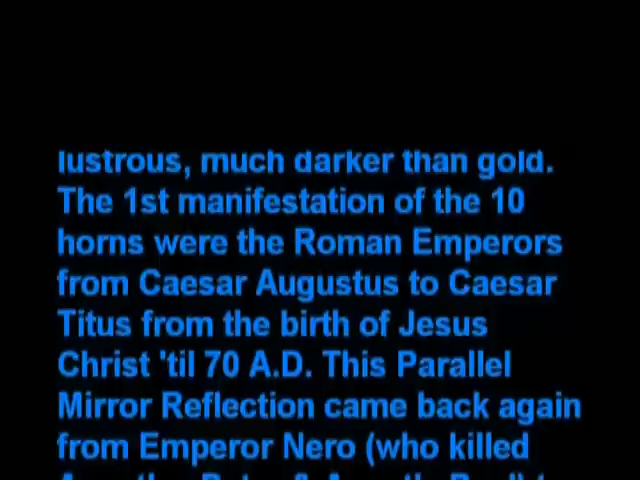 lustrous, much darker than gold.
The 1st manifestation of the 10
horns were the Roman Emperors
from Caesar Augustus to Caesar
Titus from the birth of Jesus
Christ 'til 70 A.D. This Parallel
Mirror Reflection came back again
from Emperor Nero (who killed